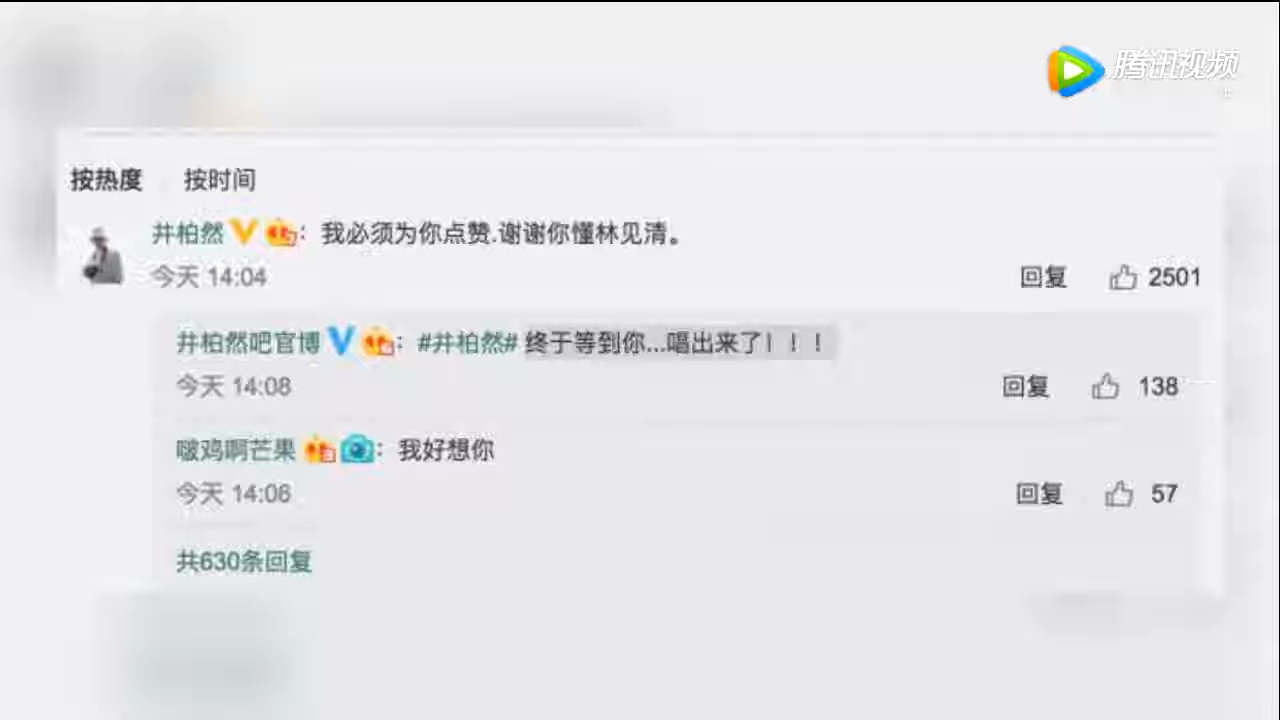 腾讯视频
按热度 按时间
井柏然: 我必须为你点赞.谢谢你懂林见清。
今天 14:04 回复 2501
井柏然吧官博: #井柏然# 终于等到你...唱出来了！！！
今天 14:08 回复 138
啵鸡啊芒果: 我好想你
今天 14:06 回复 57
共630条回复